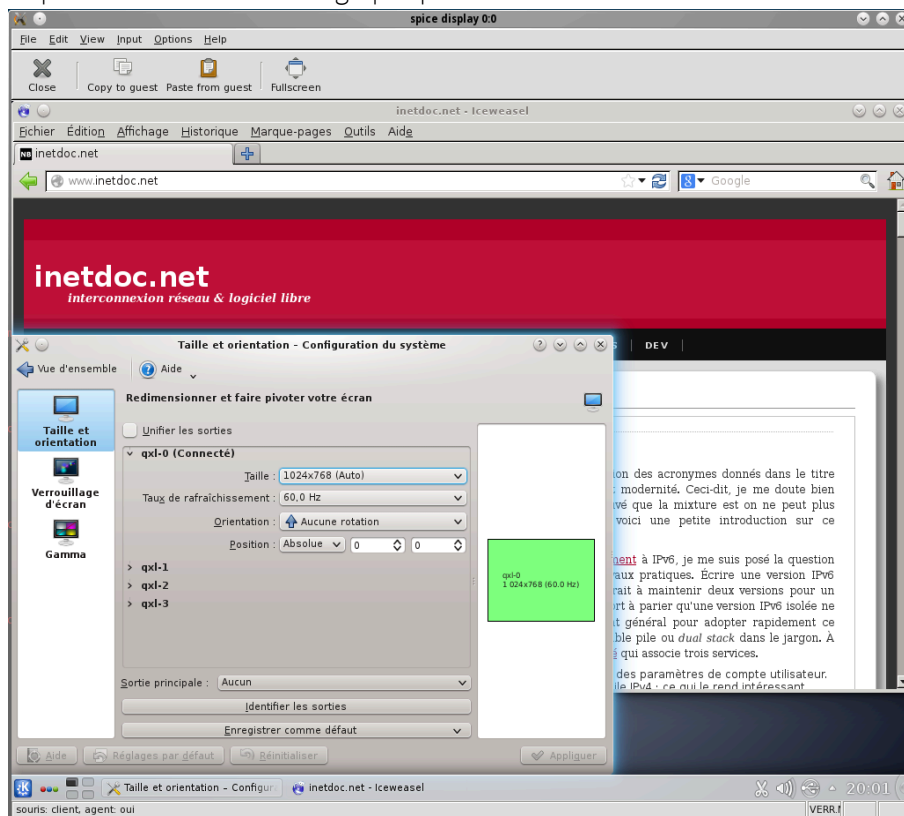 spice display 0:0
File Edit View Input Options Help
Close Copy to guest Paste from guest Fullscreen
inetdoc.net - Iceweasel
Fichier Édition Affichage Historique Marque-pages Outils Aide
NB inetdoc.net
www.inetdoc.net
Google
inetdoc.net
interconnexion réseau & logiciel libre
DEV
Taille et orientation - Configuration du système
Vue d'ensemble Aide
Redimensionner et faire pivoter votre écran
Taille et orientation
Verrouillage d'écran
Gamma
Unifier les sorties
qxl-0 (Connecté)
Taille : 1024x768 (Auto)
Taux de rafraîchissement : 60,0 Hz
Orientation : Aucune rotation
Position : Absolue 0 0
qxl-1
qxl-2
qxl-3
qxl-0
1 024x768 (60.0 Hz)
Sortie principale : Aucun
Identifier les sorties
Enregistrer comme défaut
Aide Réglages par défaut Réinitialiser Appliquer
ion des acronymes donnés dans le titre
modernité. Ceci-dit, je me doute bien
vé que la mixture est on ne peut plus
voici une petite introduction sur ce
ment à IPv6, je me suis posé la question
aux pratiques. Écrire une version IPv6
rait à maintenir deux versions pour un
rt à parier qu'une version IPv6 isolée ne
t général pour adopter rapidement ce
ble pile ou dual stack dans le jargon. À
qui associe trois services.
des paramètres de compte utilisateur.
ile IPv4 : ce qui le rend intéressant
Taille et orientation - Configur inetdoc.net - Iceweasel 20:01
souris: client, agent: oui VERR.